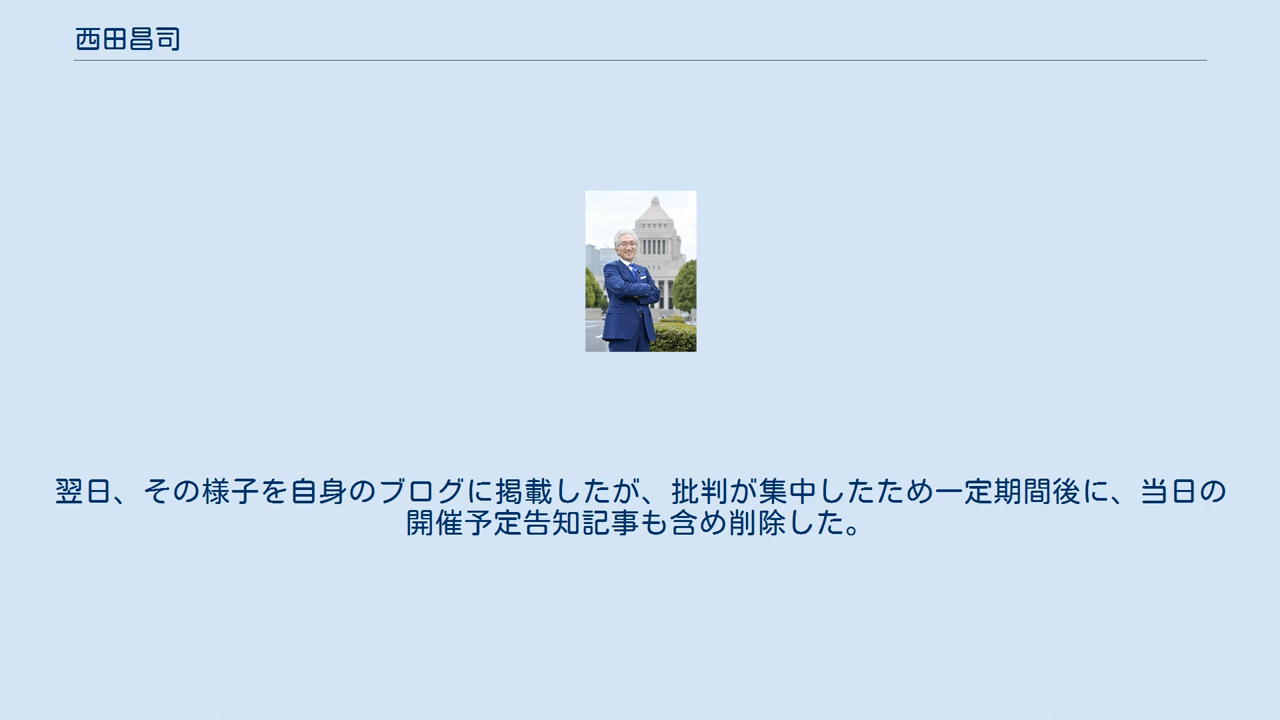 西田昌司
翌日、その様子を自身のブログに掲載したが、批判が集中したため一定期間後に、当日の
開催予定告知記事も含め削除した。